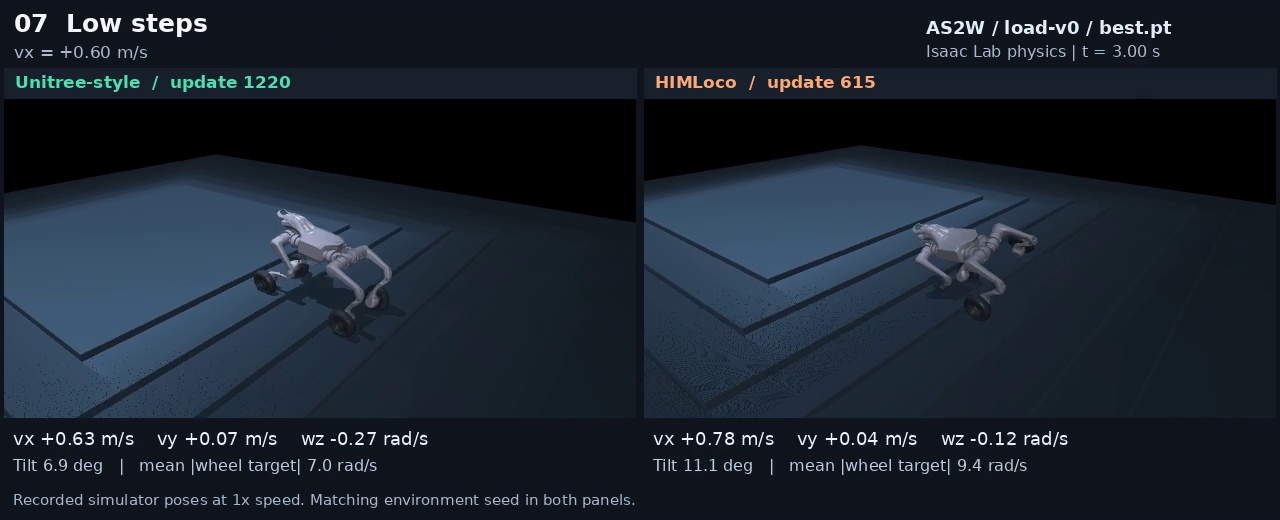 07 Low steps
vx = +0.60 m/s
AS2W / load-v0 / best.pt
Isaac Lab physics | t = 3.00 s
Unitree-style / update 1220
HIMLoco / update 615
vx +0.63 m/s vy +0.07 m/s wz -0.27 rad/s
Tilt 6.9 deg | mean |wheel target| 7.0 rad/s
vx +0.78 m/s vy +0.04 m/s wz -0.12 rad/s
Tilt 11.1 deg | mean |wheel target| 9.4 rad/s
Recorded simulator poses at 1x speed. Matching environment seed in both panels.